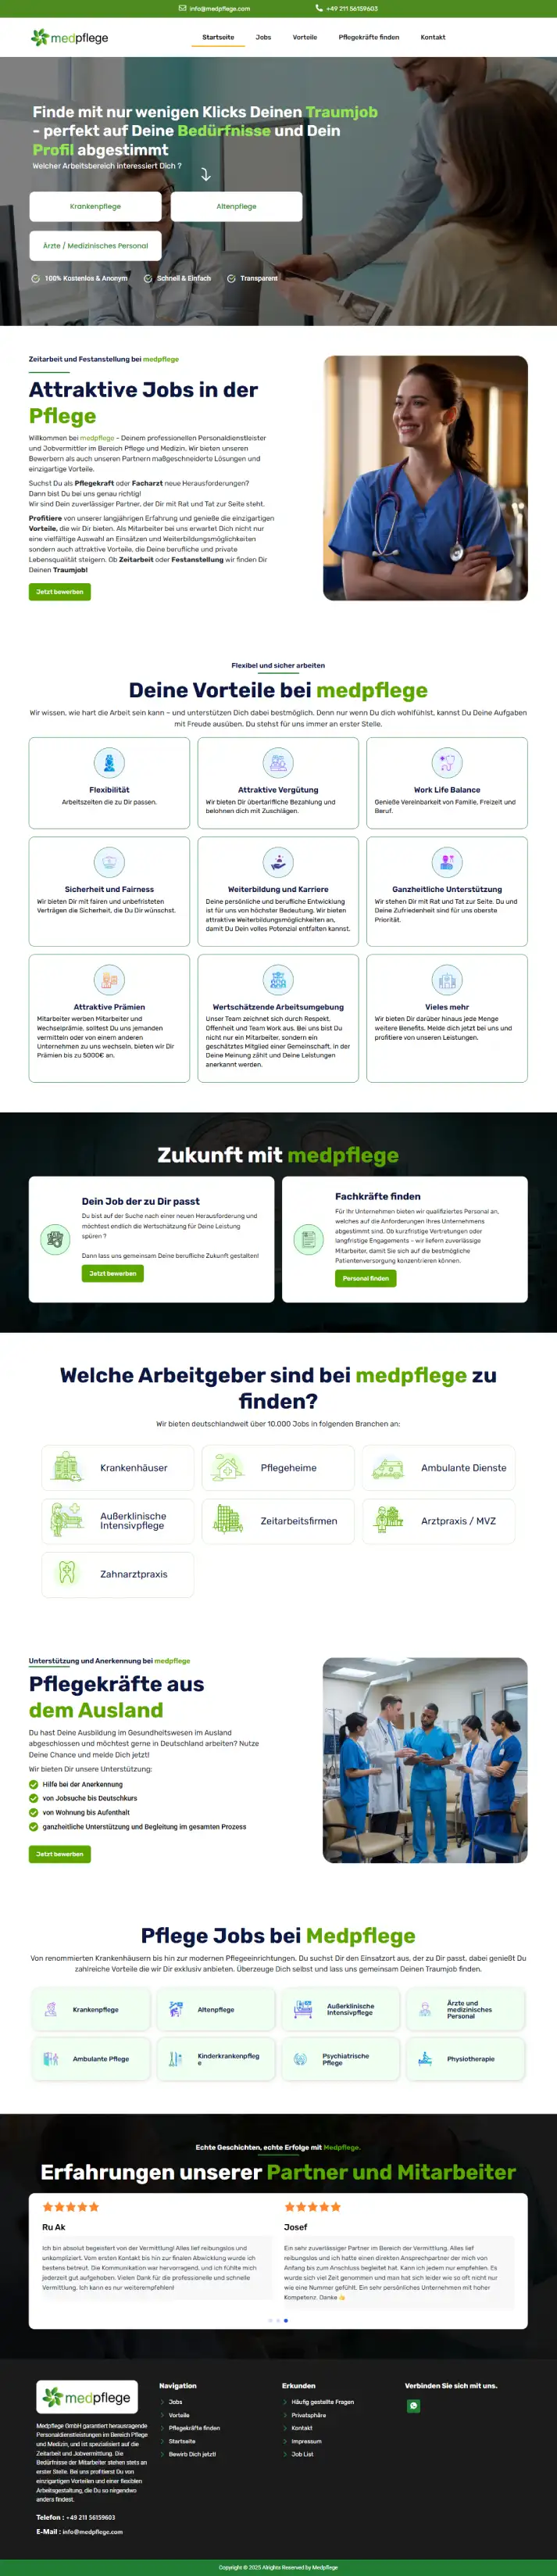 info@medpflege.com +49 211 56159603
medpflege
Startseite Jobs Vorteile Pflegekräfte finden Kontakt
Finde mit nur wenigen Klicks Deinen Traumjob
- perfekt auf Deine Bedürfnisse und Dein
Profil abgestimmt
Welcher Arbeitsbereich interessiert Dich ?
Krankenpflege
Altenpflege
Ärzte / Medizinisches Personal
100% Kostenlos & Anonym Schnell & Einfach Transparent
Zeitarbeit und Festanstellung bei medpflege
Attraktive Jobs in der
Pflege
Willkommen bei medpflege - Deinem professionellen Personaldienstleister
und Jobvermittler im Bereich Pflege und Medizin. Wir bieten unseren
Bewerbern als auch unseren Partnern maßgeschneiderte Lösungen und
einzigartige Vorteile.
Suchst Du als Pflegekraft oder Facharzt neue Herausforderungen?
Dann bist Du bei uns genau richtig!
Wir sind Dein zuverlässiger Partner, der Dir mit Rat und Tat zur Seite steht.
Profitiere von unserer langjährigen Erfahrung und genieße die einzigartigen
Vorteile, die wir Dir bieten. Als Mitarbeiter bei uns erwartet Dich nicht nur
eine vielfältige Auswahl an Einsätzen und Weiterbildungsmöglichkeiten
sondern auch attraktive Vorteile, die Deine berufliche und private
Lebensqualität steigern. Ob Zeitarbeit oder Festanstellung wir finden Dir
Deinen Traumjob!
Jetzt bewerben
Flexibel und sicher arbeiten
Deine Vorteile bei medpflege
Wir wissen, wie hart die Arbeit sein kann – und unterstützen Dich dabei bestmöglich. Denn nur wenn Du dich wohlfühlst, kannst Du Deine Aufgaben
mit Freude ausüben. Du stehst für uns immer an erster Stelle.
Flexibilität
Arbeitszeiten die zu Dir passen.
Attraktive Vergütung
Wir bieten Dir übertarifliche Bezahlung und
belohnen dich mit Zuschlägen.
Work Life Balance
Genieße Vereinbarkeit von Familie, Freizeit und
Beruf.
Sicherheit und Fairness
Wir bieten Dir mit fairen und unbefristeten
Verträgen die Sicherheit, die Du Dir wünschst.
Weiterbildung und Karriere
Deine persönliche und berufliche Entwicklung
ist für uns von höchster Bedeutung. Wir bieten
attraktive Weiterbildungsmöglichkeiten an,
damit Du Dein volles Potenzial entfalten kannst.
Ganzheitliche Unterstützung
Wir stehen Dir mit Rat und Tat zur Seite. Du und
Deine Zufriedenheit sind für uns oberste
Priorität.
Attraktive Prämien
Mitarbeiter werben Mitarbeiter und
Wechselprämie, solltest Du uns jemanden
vermitteln oder von einem anderen
Unternehmen zu uns wechseln, bieten wir Dir
Prämien bis zu 5000€ an.
Wertschätzende Arbeitsumgebung
Unser Team zeichnet sich durch Respekt,
Offenheit und Team Work aus. Bei uns bist Du
nicht nur ein Mitarbeiter, sondern ein
geschätztes Mitglied einer Gemeinschaft, in der
Deine Meinung zählt und Deine Leistungen
anerkannt werden.
Vieles mehr
Wir bieten Dir darüber hinaus jede Menge
weitere Benefits. Melde dich jetzt bei uns und
profitiere von unseren Leistungen.
Zukunft mit medpflege
Dein Job der zu Dir passt
Du bist auf der Suche nach einer neuen Herausforderung und
möchtest endlich die Wertschätzung für Deine Leistung
spüren ?
Dann lass uns gemeinsam Deine berufliche Zukunft gestalten!
Jetzt bewerben
Fachkräfte finden
Für Ihr Unternehmen bieten wir qualifiziertes Personal an,
welches auf die Anforderungen Ihres Unternehmens
abgestimmt sind. Ob kurzfristige Vertretungen oder
langfristige Engagements – wir liefern zuverlässige
Mitarbeiter, damit Sie sich auf die bestmögliche
Patientenversorgung konzentrieren können.
Personal finden
Welche Arbeitgeber sind bei medpflege zu
finden?
Wir bieten deutschlandweit über 10.000 Jobs in folgenden Branchen an:
Krankenhäuser
Pflegeheime
Ambulante Dienste
Außerklinische
Intensivpflege
Zeitarbeitsfirmen
Arztpraxis / MVZ
Zahnarztpraxis
Unterstützung und Anerkennung bei medpflege
Pflegekräfte aus
dem Ausland
Du hast Deine Ausbildung im Gesundheitswesen im Ausland
abgeschlossen und möchtest gerne in Deutschland arbeiten? Nutze
Deine Chance und melde Dich jetzt!
Wir bieten Dir unsere Unterstützung:
Hilfe bei der Anerkennung
von Jobsuche bis Deutschkurs
von Wohnung bis Aufenthalt
ganzheitliche Unterstützung und Begleitung im gesamten Prozess
Jetzt bewerben
Pflege Jobs bei Medpflege
Von renommierten Krankenhäusern bis hin zur modernen Pflegeeinrichtungen. Du suchst Dir den Einsatzort aus, der zu Dir passt, dabei genießt Du
zahlreiche Vorteile die wir Dir exklusiv anbieten. Überzeuge Dich selbst und lass uns gemeinsam Deinen Traumjob finden.
Krankenpflege
Altenpflege
Außerklinische
Intensivpflege
Ärzte und
medizinisches
Personal
Ambulante Pflege
Kinderkrankenpfleg
e
Psychiatrische
Pflege
Physiotherapie
Echte Geschichten, echte Erfolge mit Medpflege.
Erfahrungen unserer Partner und Mitarbeiter
Ru Ak
Ich bin absolut begeistert von der Vermittlung! Alles lief reibungslos und
unkompliziert. Vom ersten Kontakt bis hin zur finalen Abwicklung wurde ich
bestens betreut. Die Kommunikation war hervorragend, und ich fühlte mich
jederzeit gut aufgehoben. Vielen Dank für die professionelle und schnelle
Vermittlung. Ich kann es nur weiterempfehlen!
Josef
Ein sehr zuverlässiger Partner im Bereich der Vermittlung. Alles lief
reibungslos und ich hatte einen direkten Ansprechpartner der mich von
Anfang bis zum Anschluss begleitet hat. Kann ich jedem nur empfehlen. Es
wurde sich viel Zeit genommen und man hat sich leider wie so oft nicht nur
wie eine Nummer gefühlt. Ein sehr persönliches Unternehmen mit hoher
Kompetenz. Danke 👍
medpflege
Medpflege GmbH garantiert herausragende
Personaldienstleistungen im Bereich Pflege
und Medizin, und ist spezialisiert auf die
Zeitarbeit und Jobvermittlung. Die
Bedürfnisse der Mitarbeiter stehen stets an
erster Stelle. Bei uns profitierst Du von
einzigartigen Vorteilen und einer flexiblen
Arbeitsgestaltung, die Du so nirgendwo
anders findest.
Telefon : +49 211 56159603
E-Mail : info@medpflege.com
Navigation
Jobs
Vorteile
Pflegekräfte finden
Startseite
Bewirb Dich jetzt!
Erkunden
Häufig gestellte Fragen
Privatsphäre
Kontakt
Impressum
Job List
Verbinden Sie sich mit uns.
Copyright © 2025 Alrights Reserved by Medpflege